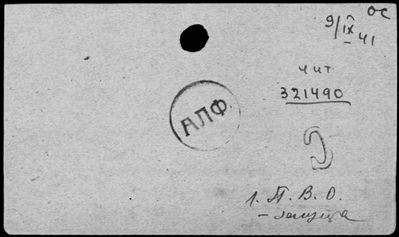 ос
9/IX 41
чит
321490
АЛФ.
1. П. В. О.